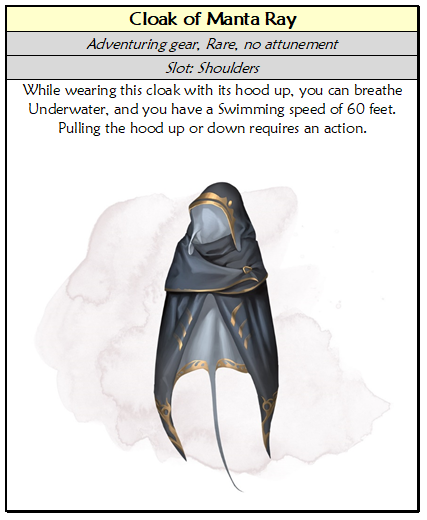 Cloak of Manta Ray
Adventuring gear, Rare, no attunement
Slot: Shoulders
While wearing this cloak with its hood up, you can breathe
Underwater, and you have a Swimming speed of 60 feet.
Pulling the hood up or down requires an action.